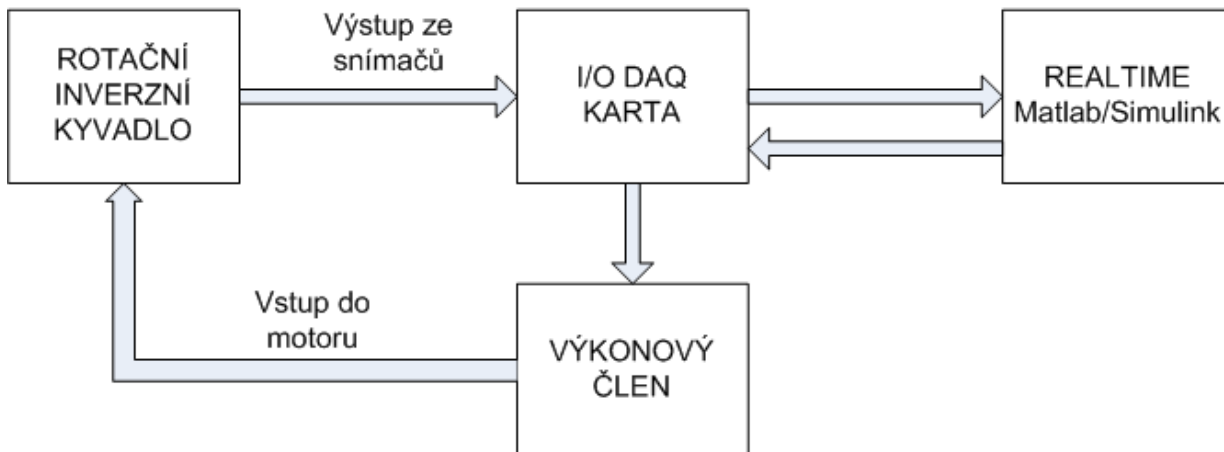 ROTAČNÍ
INVERZNÍ
KYVADLO
Výstup ze
snímačů
I/O DAQ
KARTA
REALTIME
Matlab/Simulink
Vstup do
motoru
VÝKONOVÝ
ČLEN